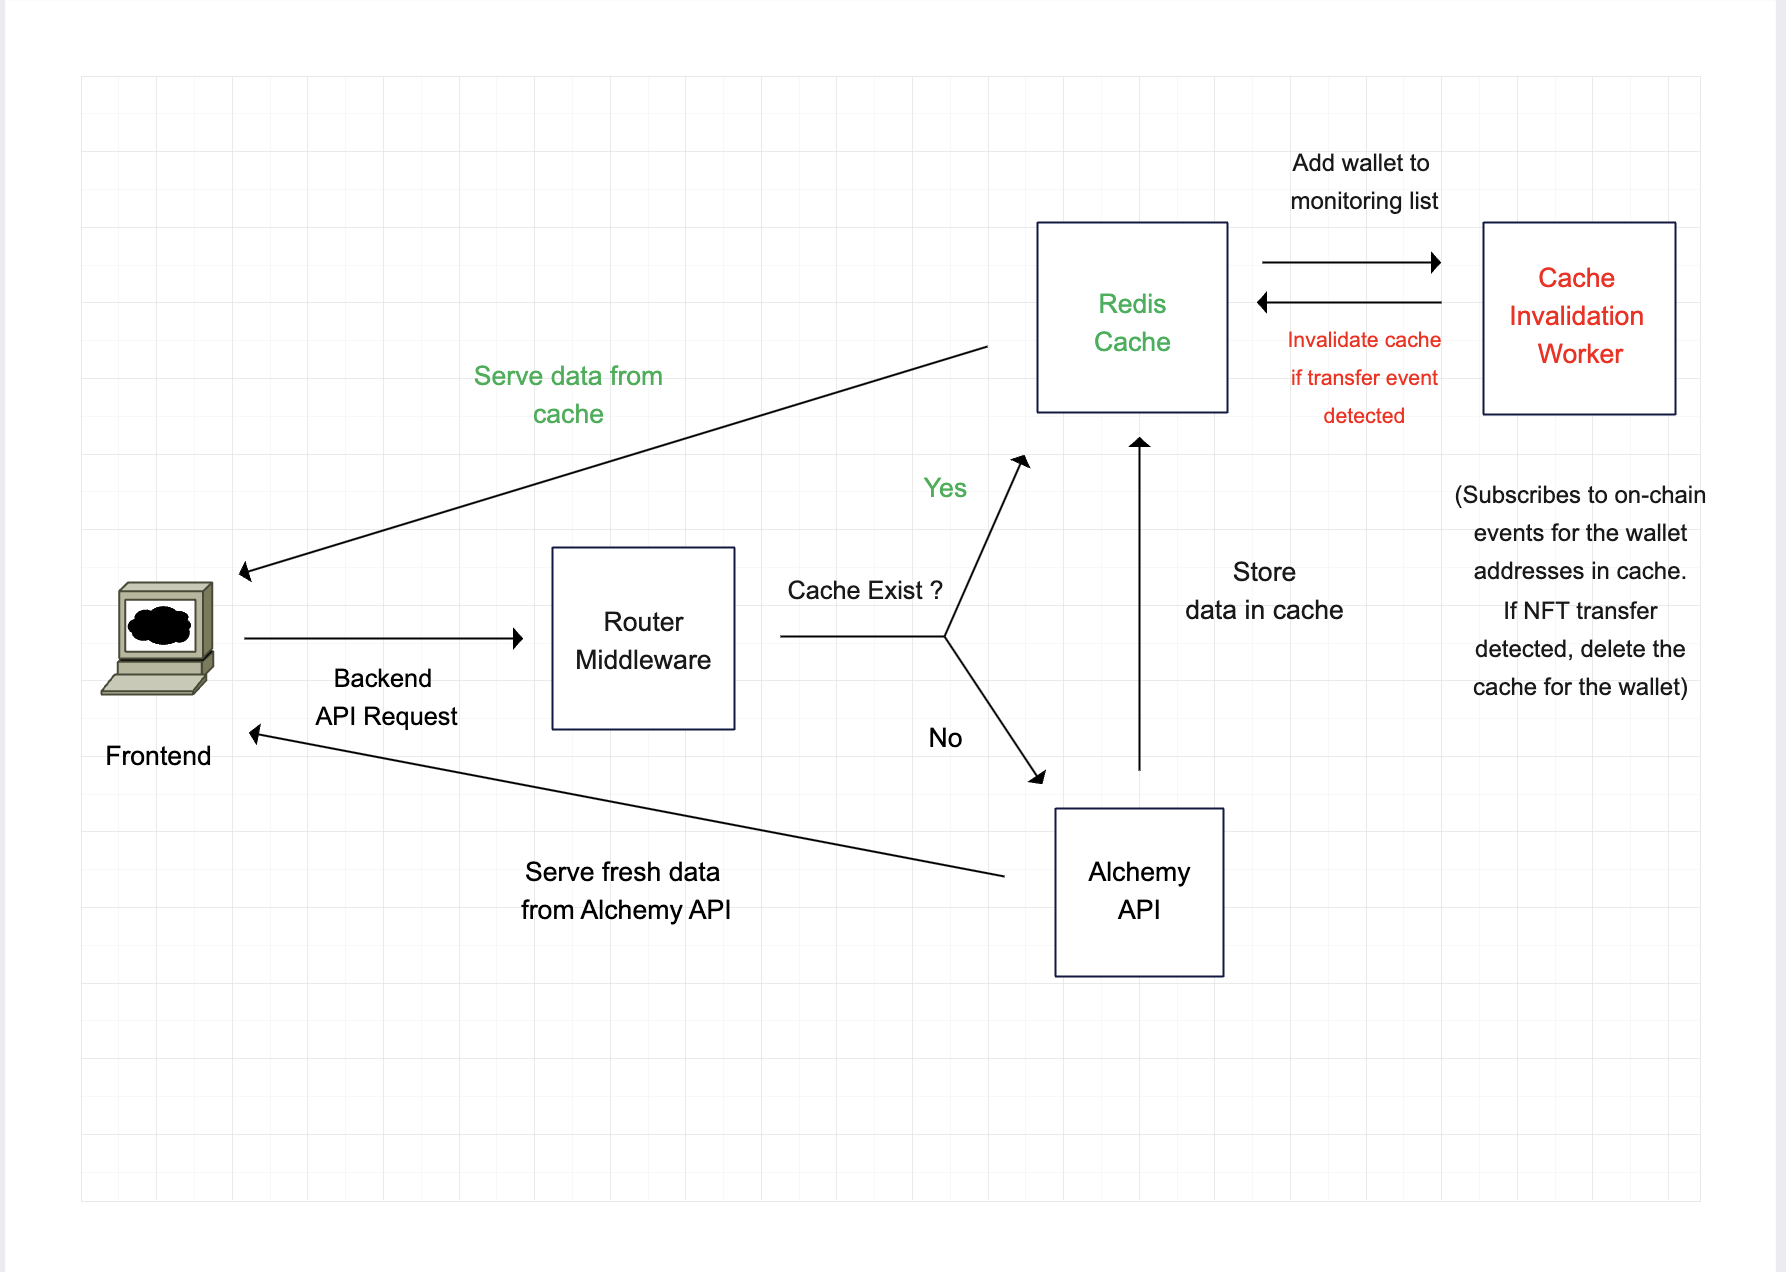 Add wallet to
monitoring list
Redis
Cache
Cache
Invalidation
Worker
Invalidate cache
if transfer event
detected
Serve data from
cache
Yes
(Subscribes to on-chain
events for the wallet
addresses in cache.
If NFT transfer
detected, delete the
cache for the wallet)
Cache Exist ?
Store
data in cache
Router
Middleware
Backend
API Request
Frontend
No
Serve fresh data
from Alchemy API
Alchemy
API